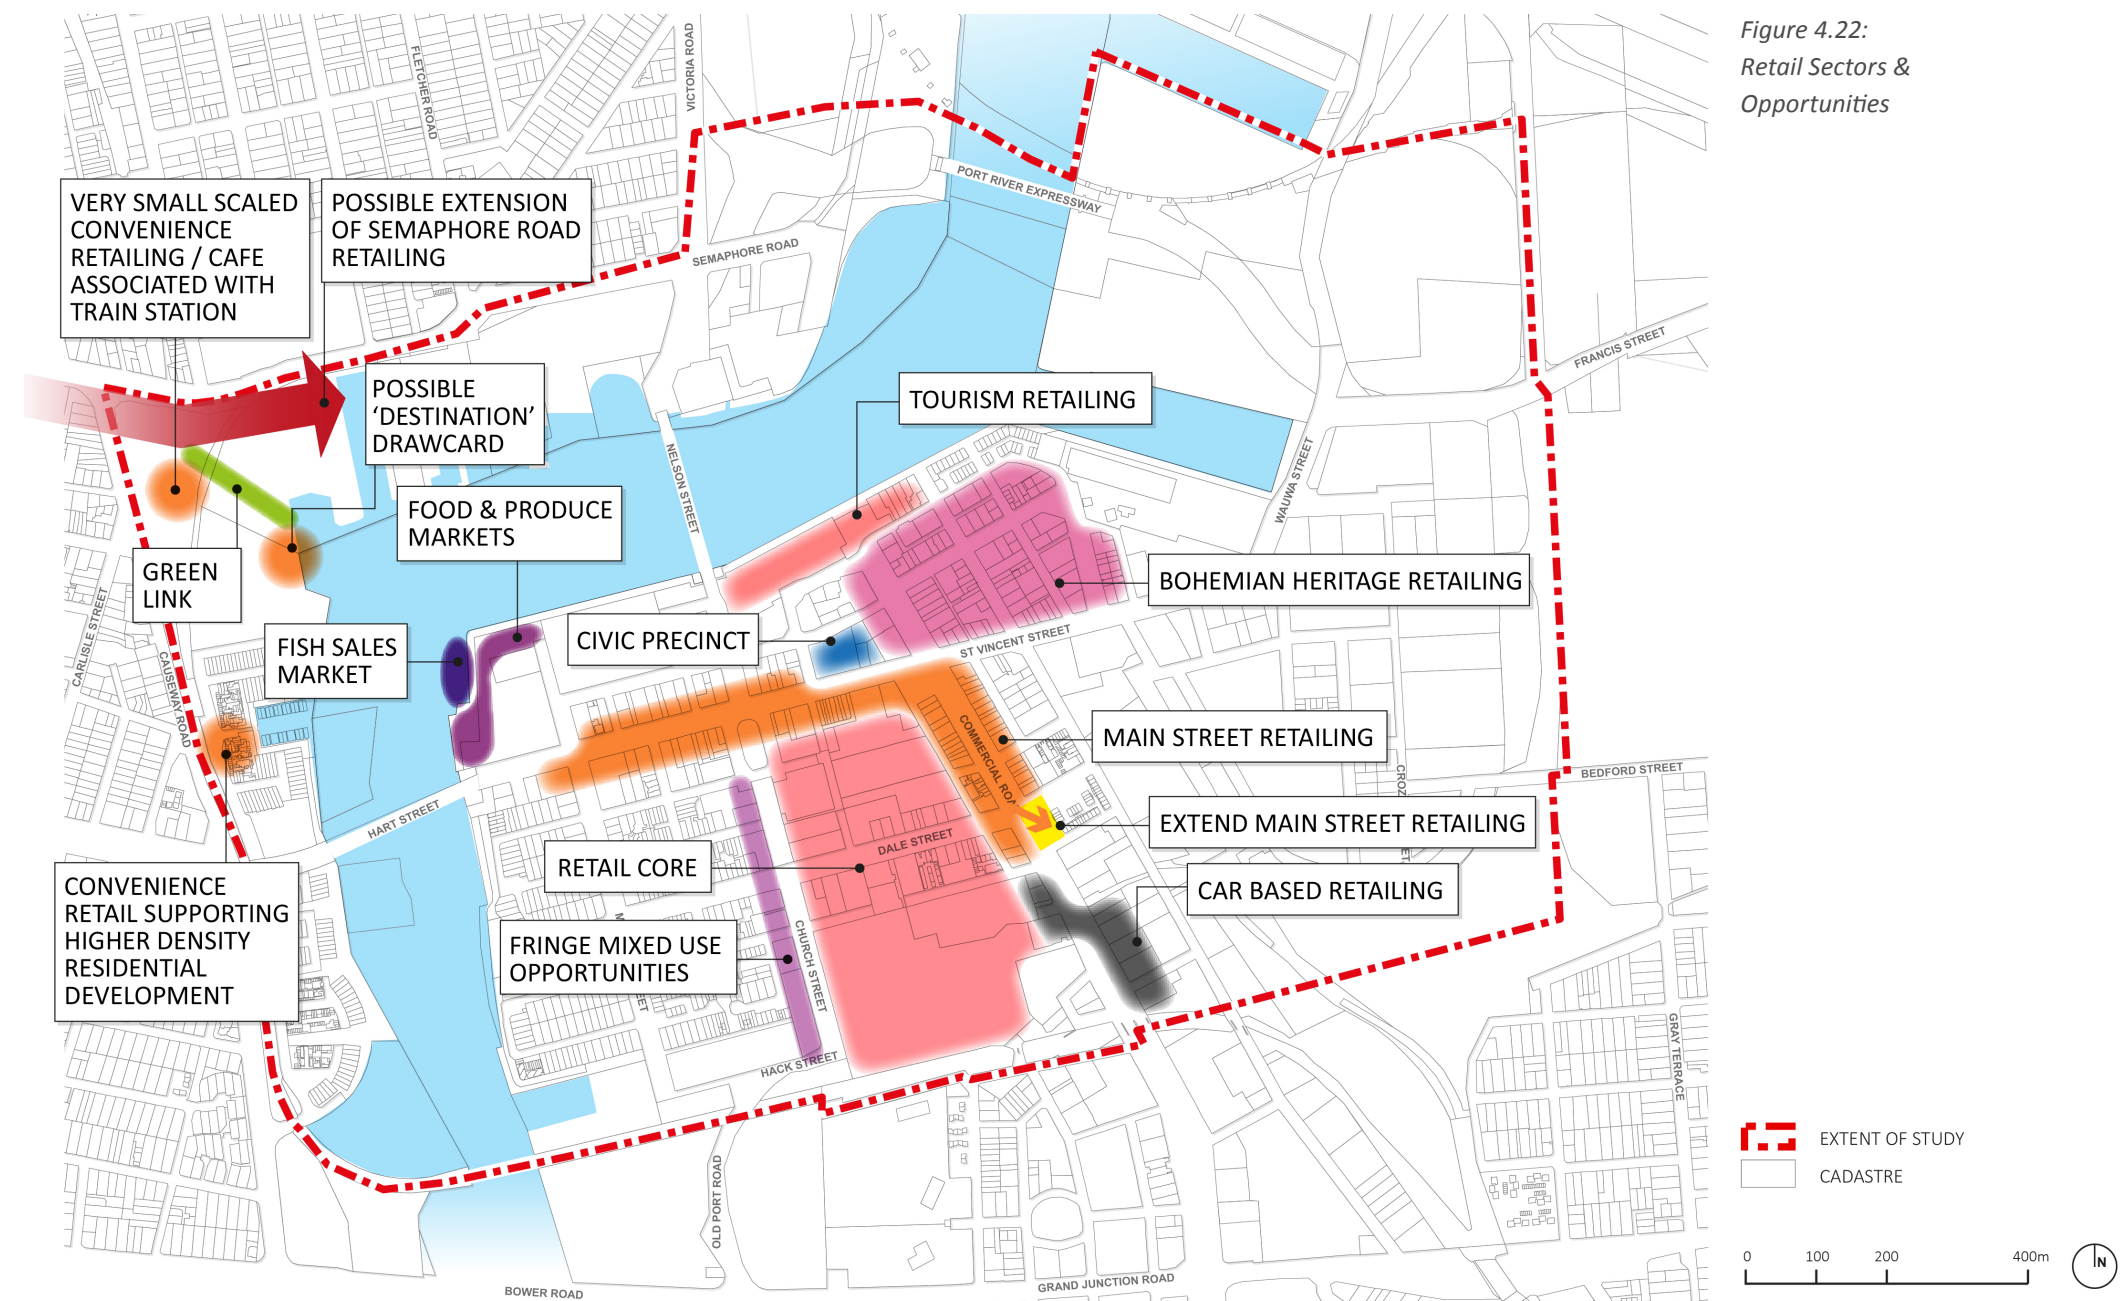 Figure 4.22:
Retail Sectors &
Opportunities
FLETCHER ROAD
VICTORIA ROAD
PORT RIVER EXPRESSWAY
VERY SMALL SCALED
CONVENIENCE
RETAILING / CAFE
ASSOCIATED WITH
TRAIN STATION
POSSIBLE EXTENSION
OF SEMAPHORE ROAD
RETAILING
SEMAPHORE ROAD
FRANCIS STREET
POSSIBLE
‘DESTINATION’
DRAWCARD
TOURISM RETAILING
NELSON STREET
WAUWA STREET
FOOD & PRODUCE
MARKETS
GREEN
LINK
BOHEMIAN HERITAGE RETAILING
CARLISLE STREET
CAUSEWAY ROAD
FISH SALES
MARKET
CIVIC PRECINCT
ST VINCENT STREET
COMMERCIAL ROA
MAIN STREET RETAILING
CROZ
ET
BEDFORD STREET
HART STREET
EXTEND MAIN STREET RETAILING
DALE STREET
RETAIL CORE
CAR BASED RETAILING
CONVENIENCE
RETAIL SUPPORTING
HIGHER DENSITY
RESIDENTIAL
DEVELOPMENT
FRINGE MIXED USE
OPPORTUNITIES
CHURCH STREET
HACK STREET
GRAY TERRACE
OLD PORT ROAD
BOWER ROAD
GRAND JUNCTION ROAD
EXTENT OF STUDY
CADASTRE
0 100 200 400m
N